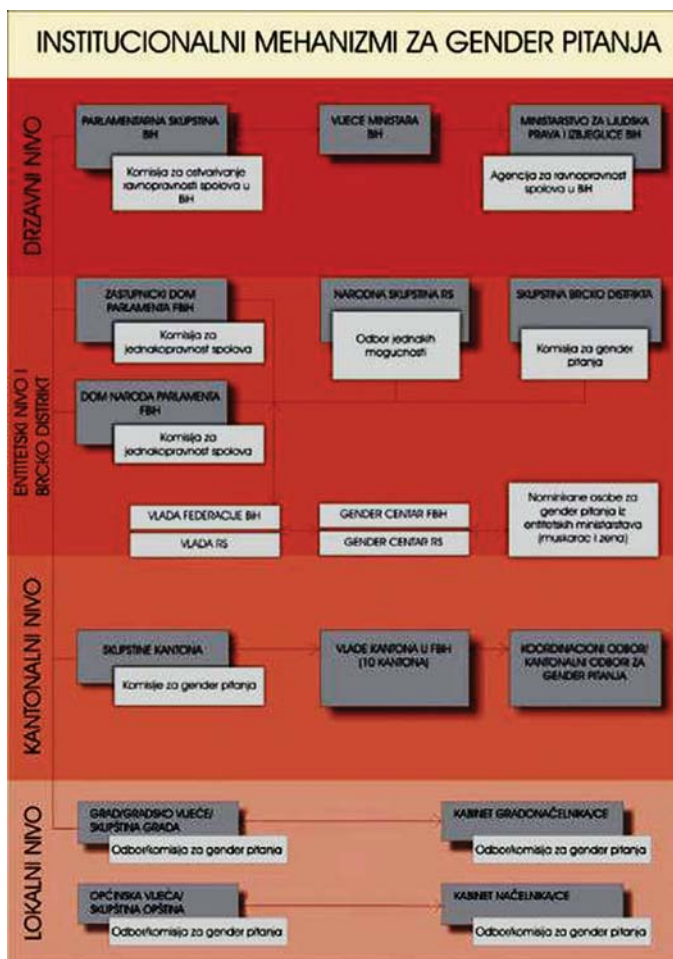 INSTITUCIONALNI MEHANIZMI ZA GENDER PITANJA
DRZAVNI NIVO
PARLAMENTARNA SKUPSTINA
BIH
Komisija za ostvarivanje
ravnopravnosti spolova u
BiH
VIJECE MINISTARA
BIH
MINISTARSTVO ZA LJUDSKA
PRAVA I IZBJEGLICE BIH
Agencija za ravnopravnost
spolova u BiH
ENTITETSKI NIVO I
BRCKO DISTRIKT
ZASTUPNICKI DOM
PARLAMENTA FBIH
Komisija za
jednakopravnost spolova
NARODNA SKUPSTINA RS
Odbor jednakih
mogucnosti
SKUPSTINA BRCKO DISTRIKTA
Komisija za gender
pitanja
DOM NARODA PARLAMENTA
FBIH
Komisija za
jednakopravnost spolova
VLADA FEDERACIJE BiH
VLADA RS
GENDER CENTAR FBIH
GENDER CENTAR RS
Nominirane osobe za
gender pitanja iz
entitetskih ministarstava
(muskarac i zena)
KANTONALNI NIVO
SKUPSTINE KANTONA
Komisije za gender pitanja
VLADE KANTONA U FBIH
(10 KANTONA)
KOORDINACIONI ODBORI/
KANTONALNI ODBORI ZA
GENDER PITANJA
LOKALNI NIVO
GRAD/GRADSKO VIJEĆE/
SKUPŠTINA GRADA
Odbor/komisija za gender pitanja
KABINET GRADONAČELNIKA/CE
Odbor/komisija za gender pitanja
OPĆINSKA VIJEĆA/
SKUPŠTINA OPŠTINA
Odbor/komisija za gender pitanja
KABINET NAČELNIKA/CE
Odbor/komisija za gender pitanja